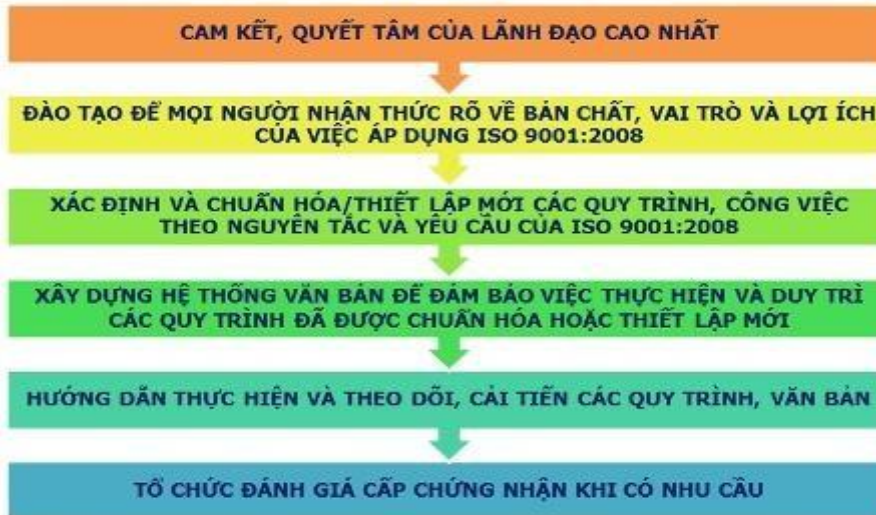 CAM KẾT, QUYẾT TÂM CỦA LÃNH ĐẠO CAO NHẤT
ĐÀO TẠO ĐỂ MỌI NGƯỜI NHẬN THỨC RÕ VỀ BẢN CHẤT, VAI TRÒ VÀ LỢI ÍCH
CỦA VIỆC ÁP DỤNG ISO 9001:2008
XÁC ĐỊNH VÀ CHUẨN HÓA/THIẾT LẬP MỚI CÁC QUY TRÌNH, CÔNG VIỆC
THEO NGUYÊN TẮC VÀ YÊU CẦU CỦA ISO 9001:2008
XÂY DỰNG HỆ THỐNG VĂN BẢN ĐỂ ĐẢM BẢO VIỆC THỰC HIỆN VÀ DUY TRÌ
CÁC QUY TRÌNH ĐÃ ĐƯỢC CHUẨN HÓA HOẶC THIẾT LẬP MỚI
HƯỚNG DẪN THỰC HIỆN VÀ THEO DÕI, CẢI TIẾN CÁC QUY TRÌNH, VĂN BẢN
TỔ CHỨC ĐÁNH GIÁ CẤP CHỨNG NHẬN KHI CÓ NHU CẦU